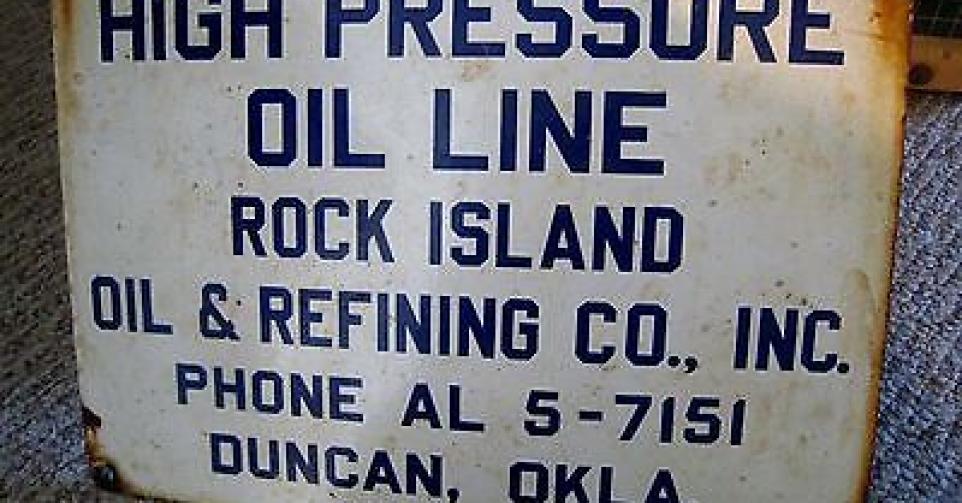 HIGH PRESSURE
OIL LINE
ROCK ISLAND
OIL & REFINING CO., INC.
PHONE AL 5-7151
DUNCAN, OKLA.